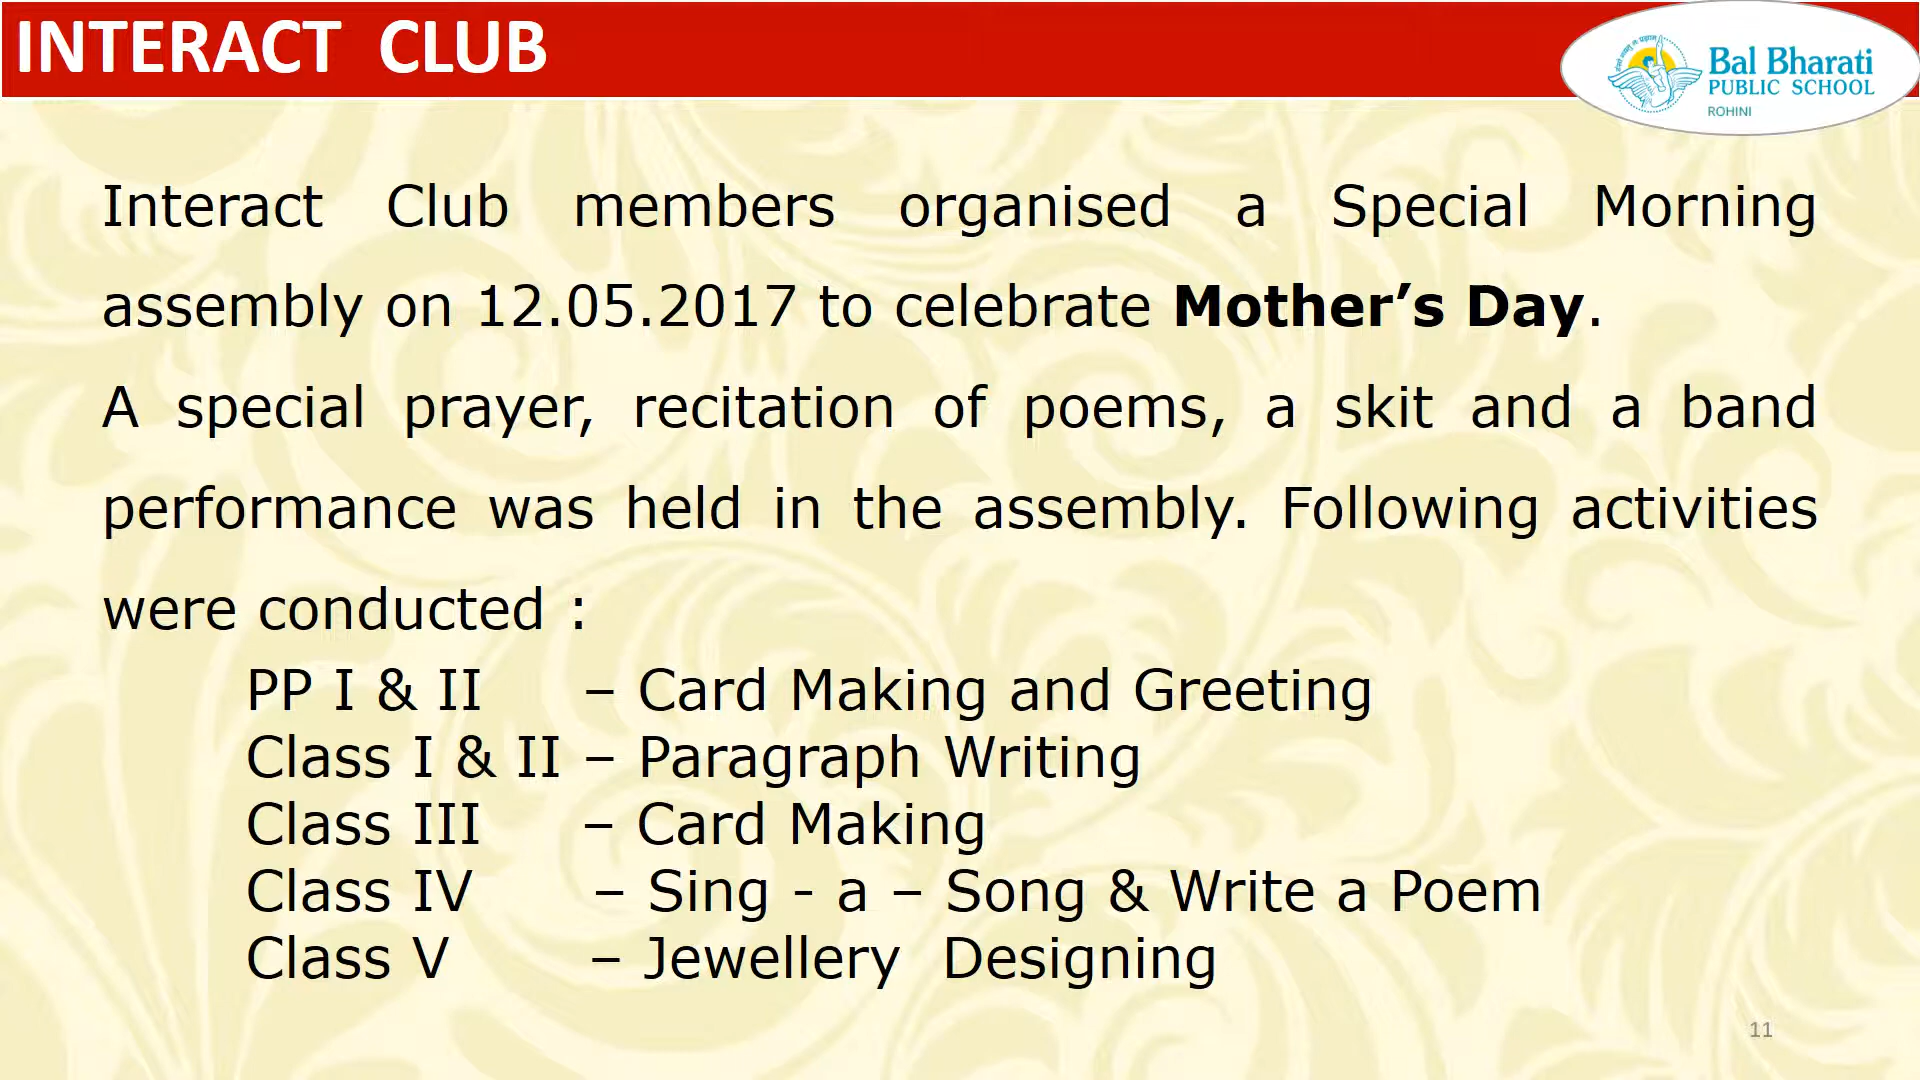 INTERACT CLUB
Bal Bharati
PUBLIC SCHOOL
ROHINI
Interact Club members organised a Special Morning
assembly on 12.05.2017 to celebrate Mother’s Day.
A special prayer, recitation of poems, a skit and a band
performance was held in the assembly. Following activities
were conducted :
PP I & II – Card Making and Greeting
Class I & II – Paragraph Writing
Class III – Card Making
Class IV – Sing - a – Song & Write a Poem
Class V – Jewellery Designing
11